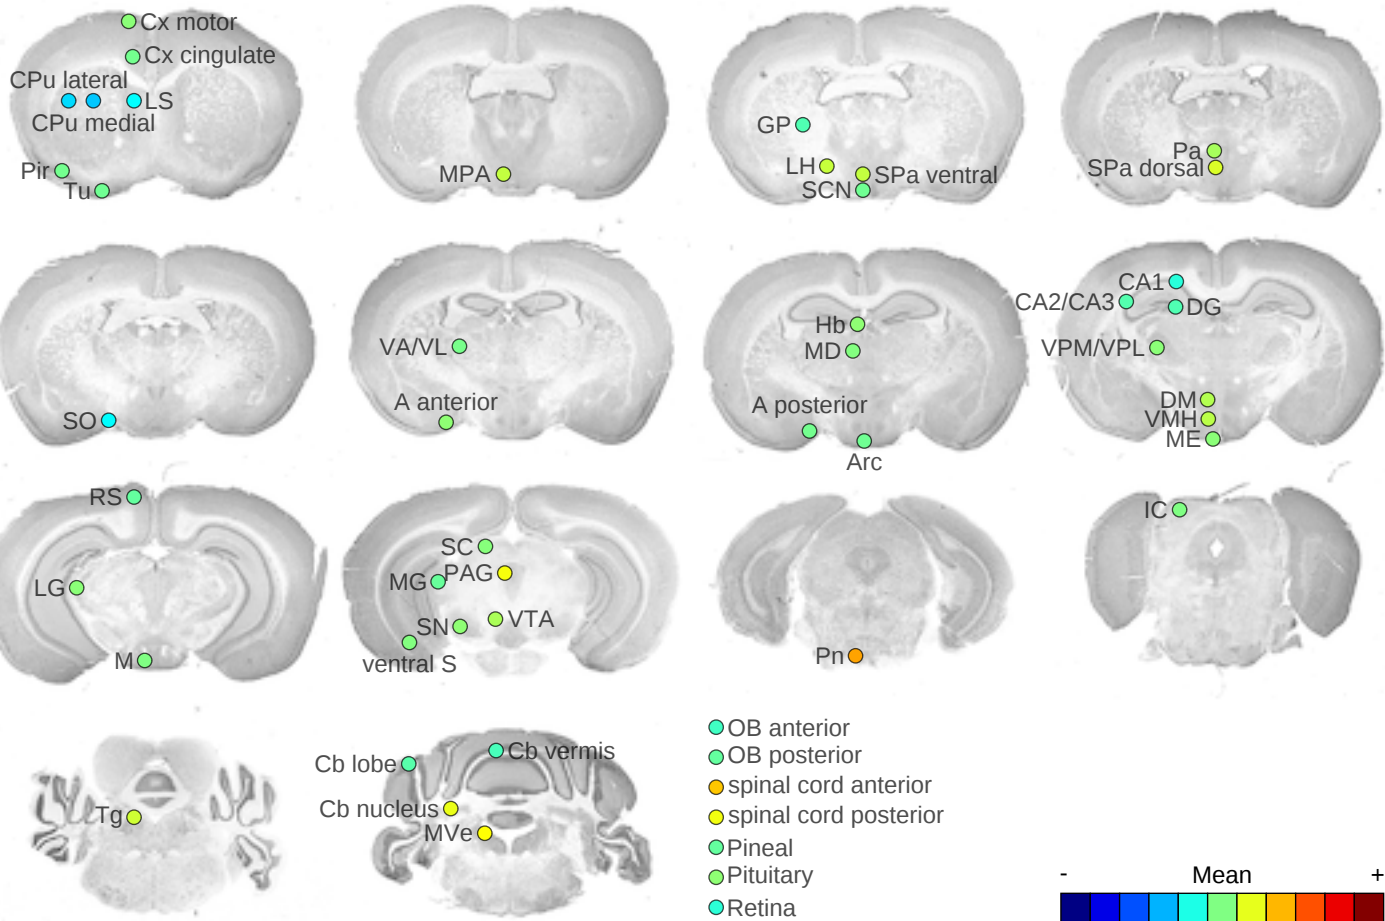 Cx motor
Cx cingulate
CPu lateral
LS
CPu medial
Pir
Tu
MPA
GP
LH
SPa ventral
SCN
Pa
SPa dorsal
SO
VA/VL
A anterior
Hb
MD
A posterior
Arc
CA1
CA2/CA3
DG
VPM/VPL
DM
VMH
ME
RS
LG
M
SC
MG
PAG
SN
VTA
ventral S
Pn
IC
Tg
Cb lobe
Cb vermis
Cb nucleus
MVe
OB anterior
OB posterior
spinal cord anterior
spinal cord posterior
Pineal
Pituitary
Retina
- Mean +